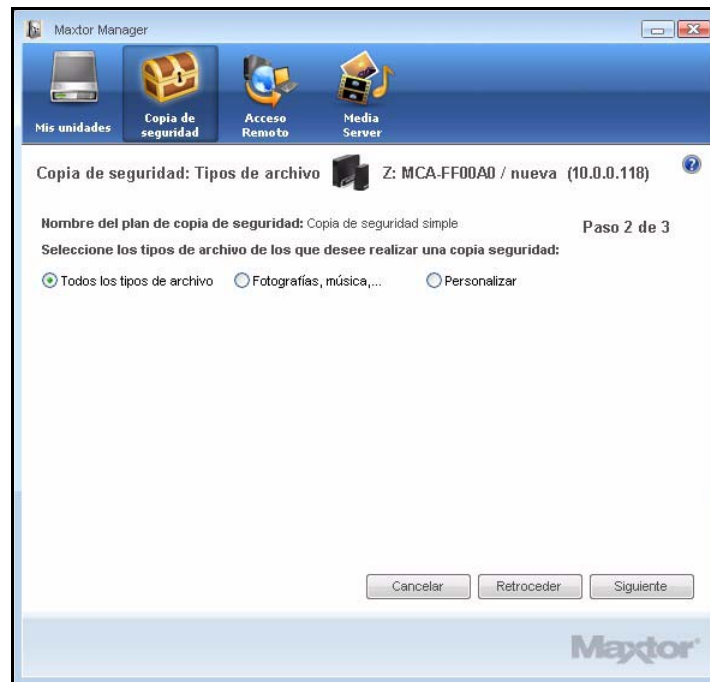 Maxtor Manager
Mis unidades
Copia de seguridad
Acceso Remoto
Media Server
Copia de seguridad: Tipos de archivo Z: MCA-FF00A0 / nueva (10.0.0.118)
?
Nombre del plan de copia de seguridad: Copia de seguridad simple
Paso 2 de 3
Seleccione los tipos de archivo de los que desee realizar una copia seguridad:
Todos los tipos de archivo Fotografías, música,... Personalizar
Cancelar Retroceder Siguiente
Maxtor